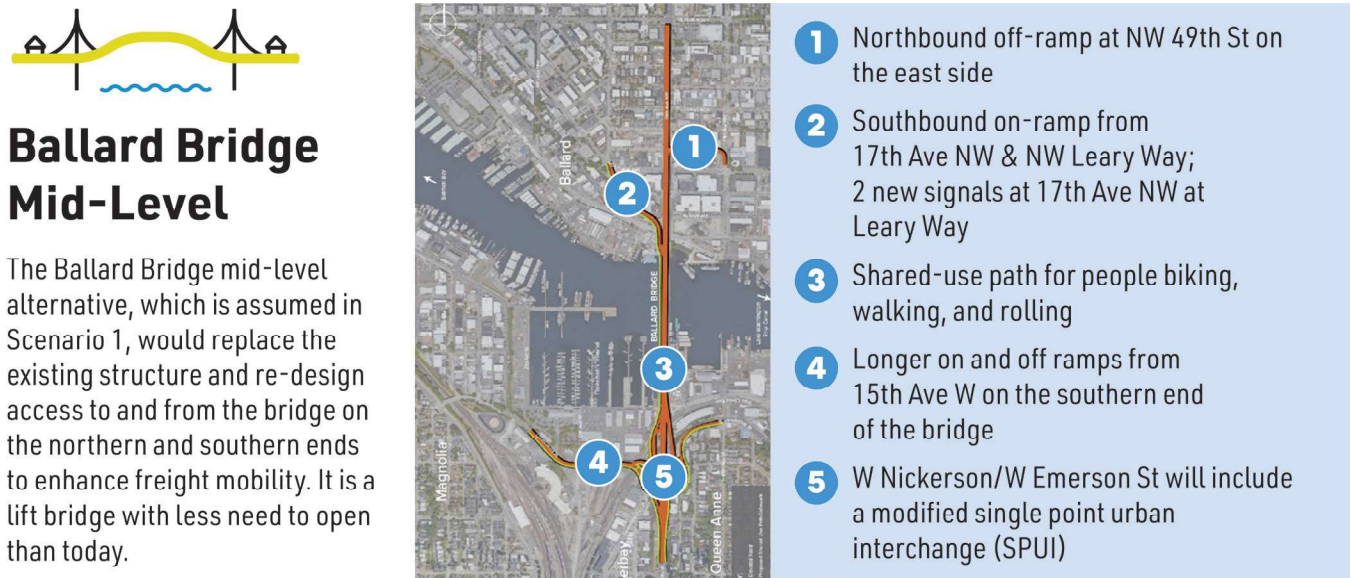 Ballard Bridge
Mid-Level
The Ballard Bridge mid-level
alternative, which is assumed in
Scenario 1, would replace the
existing structure and re-design
access to and from the bridge on
the northern and southern ends
to enhance freight mobility. It is a
lift bridge with less need to open
than today.
Ballard
BALLARD BRIDGE
Magnolia
erbay
Queen Anne
1
2
3
4
5
1 Northbound off-ramp at NW 49th St on
the east side
2 Southbound on-ramp from
17th Ave NW & NW Leary Way;
2 new signals at 17th Ave NW at
Leary Way
3 Shared-use path for people biking,
walking, and rolling
4 Longer on and off ramps from
15th Ave W on the southern end
of the bridge
5 W Nickerson/W Emerson St will include
a modified single point urban
interchange (SPUI)